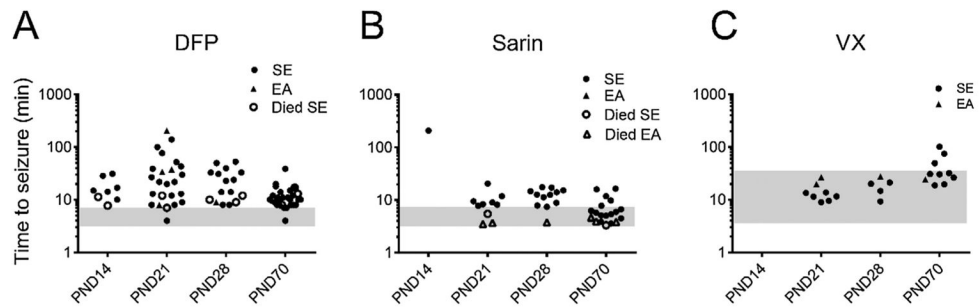 A
DFP
SE
EA
Died SE
Time to seizure (min)
1000
100
10
1
PND14
PND21
PND28
PND70
B
Sarin
SE
EA
Died SE
Died EA
1000
100
10
1
PND14
PND21
PND28
PND70
C
VX
SE
EA
1000
100
10
1
PND14
PND21
PND28
PND70